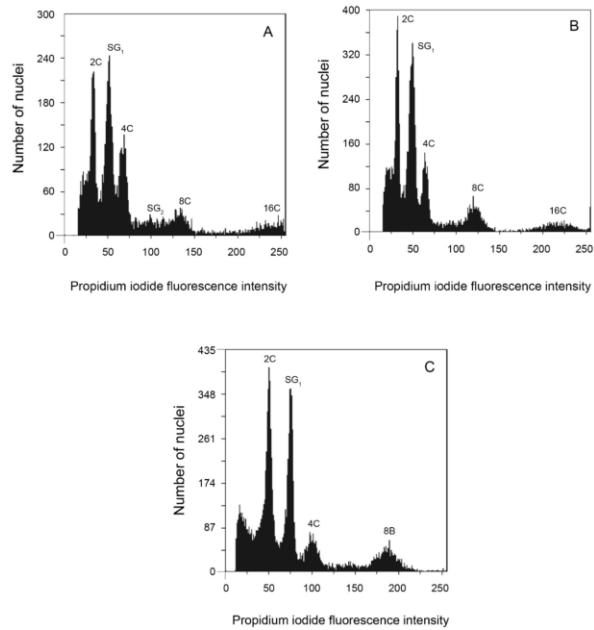 A
300
240
180
120
60
0
Number of nuclei
2C
SG1
4C
SG2
8C
16C
0 50 100 150 200 250
Propidium iodide fluorescence intensity
B
400
320
240
160
80
0
Number of nuclei
2C
SG1
4C
8C
16C
0 50 100 150 200 250
Propidium iodide fluorescence intensity
C
435
348
261
174
87
0
Number of nuclei
2C
SG1
4C
8B
0 50 100 150 200 250
Propidium iodide fluorescence intensity